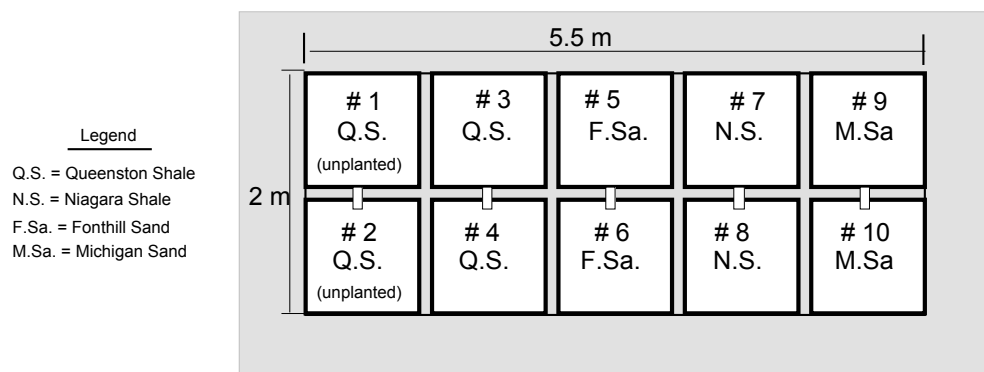 Legend
Q.S. = Queenston Shale
N.S. = Niagara Shale
F.Sa. = Fonthill Sand
M.Sa. = Michigan Sand
5.5 m
2 m
# 1
Q.S.
(unplanted)
# 3
Q.S.
# 5
F.Sa.
# 7
N.S.
# 9
M.Sa
# 2
Q.S.
(unplanted)
# 4
Q.S.
# 6
F.Sa.
# 8
N.S.
# 10
M.Sa